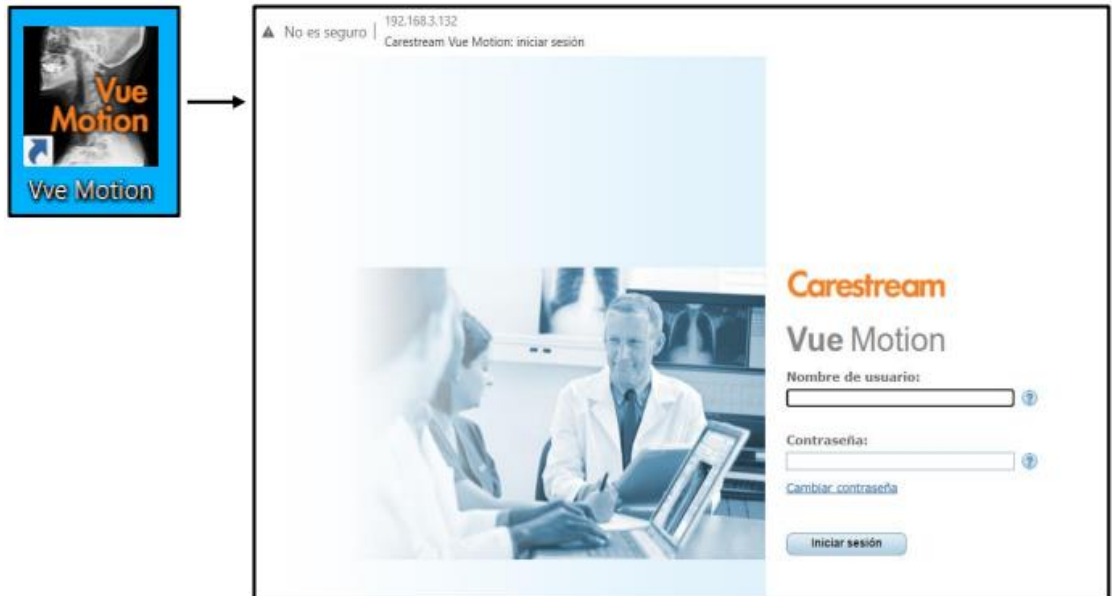 Vue
Motion
Vve Motion
No es seguro
192.168.3.132
Carestream Vue Motion: iniciar sesión
Carestream
Vue Motion
Nombre de usuario:
Contraseña:
Cambiar contraseña
Iniciar sesión